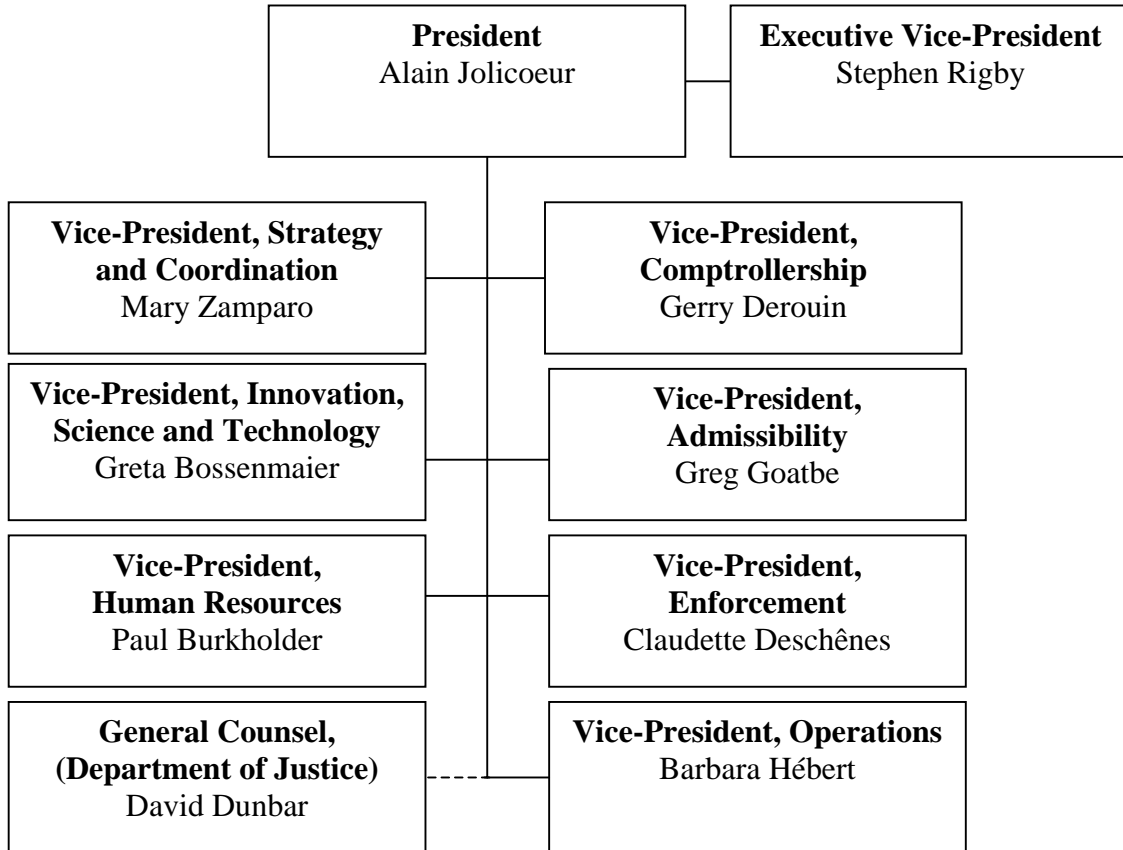 President
Alain Jolicoeur
Executive Vice-President
Stephen Rigby
Vice-President, Strategy
and Coordination
Mary Zamparo
Vice-President,
Comptrollership
Gerry Derouin
Vice-President, Innovation,
Science and Technology
Greta Bossenmaier
Vice-President,
Admissibility
Greg Goatbe
Vice-President,
Human Resources
Paul Burkholder
Vice-President,
Enforcement
Claudette Deschênes
General Counsel,
(Department of Justice)
David Dunbar
Vice-President, Operations
Barbara Hébert